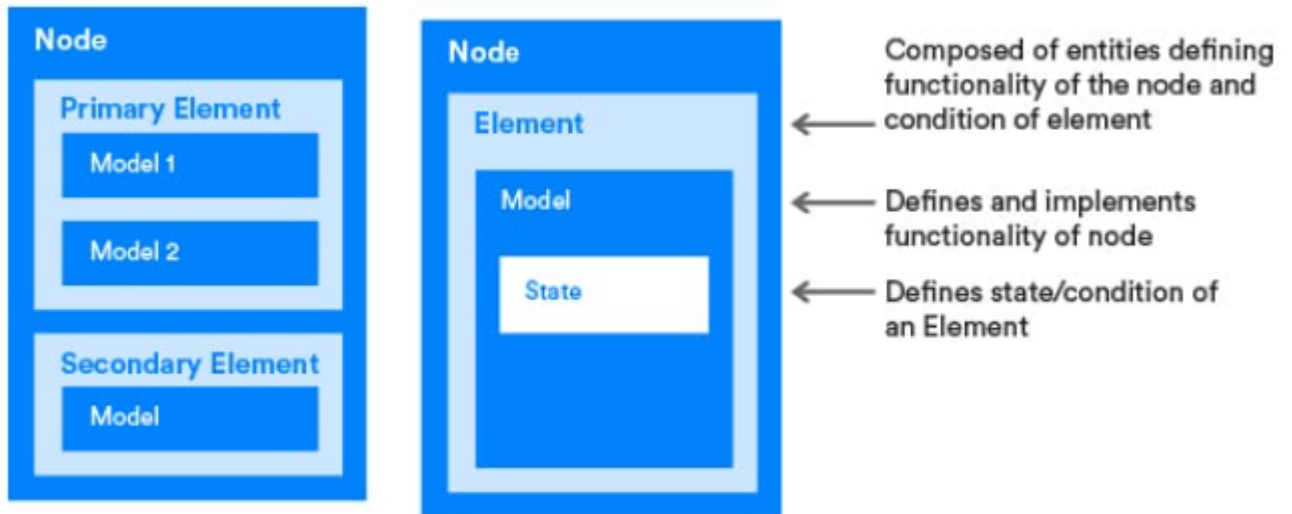 Node
Primary Element
Model 1
Model 2
Secondary Element
Model
Node
Element
Model
State
Composed of entities defining
functionality of the node and
condition of element
Defines and implements
functionality of node
Defines state/condition of
an Element